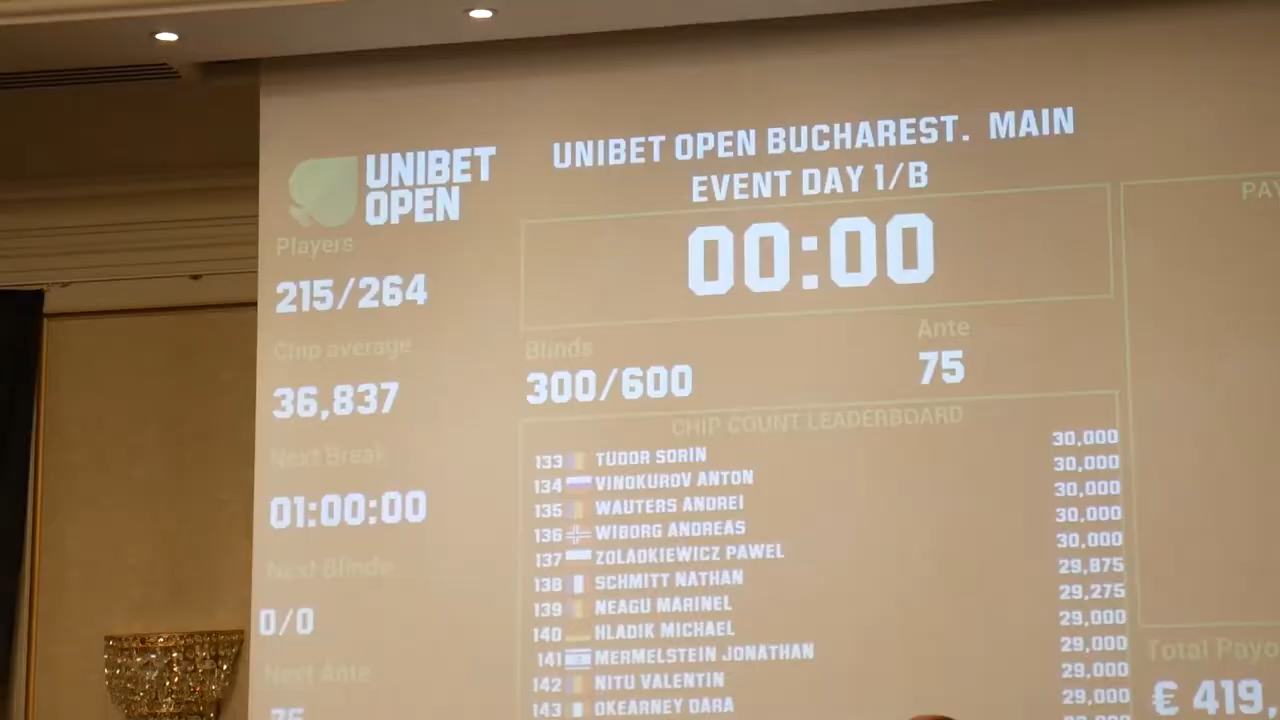 UNIBET OPEN BUCHAREST. MAIN
EVENT DAY 1/B
UNIBET
OPEN
00:00
Players
215/264
Chip average
36,837
Next Break
01:00:00
Next Blinds
0/0
Next Ante
75
Blinds
300/600
Ante
75
CHIP COUNT LEADERBOARD
133 TUDOR SORIN 30,000
134 VINOKUROV ANTON 30,000
135 WAUTERS ANDREI 30,000
136 WIBORG ANDREAS 30,000
137 ZOLADKIEWICZ PAWEL 30,000
138 SCHMITT NATHAN 29,875
139 NEAGU MARINEL 29,275
140 HLADIK MICHAEL 29,000
141 MERMELSTEIN JONATHAN 29,000
142 NITU VALENTIN 29,000
143 OKEARNEY DARA 29,000
PAY
Total Payo
€ 419,